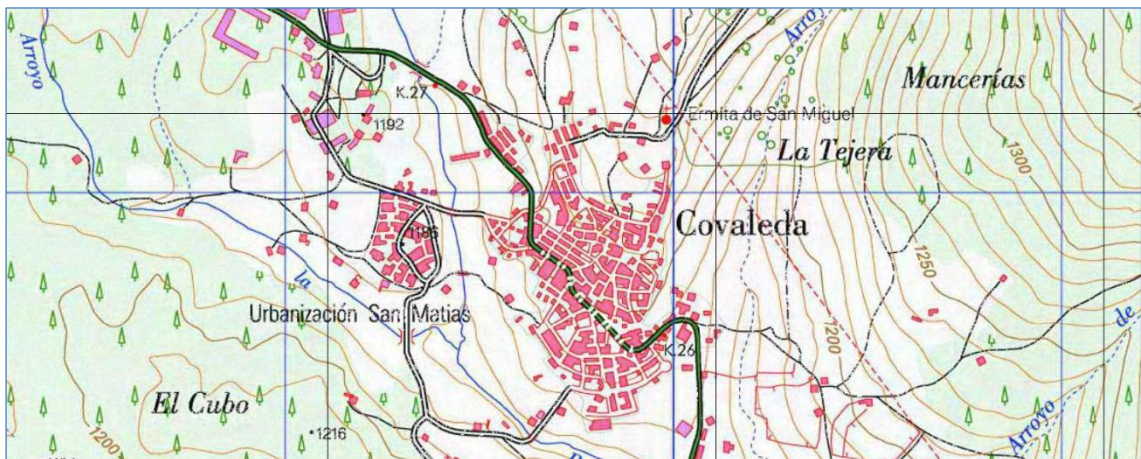 Arroyo
Arroyo
K.27
1192
Mancerías
Ermita de San Miguel
La Tejera
1300
Covaleda
1186
1250
la
Urbanización San Matías
de
1200
K.26
El Cubo
1200
1216
Arroyo